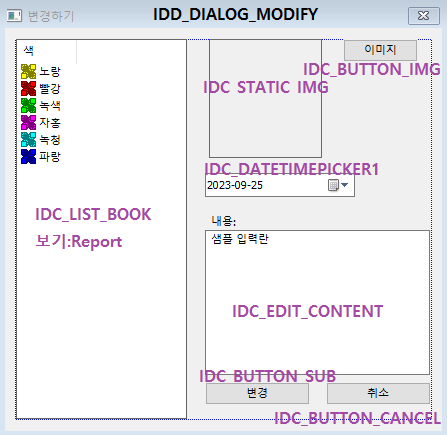 변경하기 IDD_DIALOG_MODIFY
색
노랑
빨강
녹색
자홍
녹청
파랑
IDC_LIST_BOOK
보기:Report
이미지
IDC_BUTTON_IMG
IDC_STATIC_IMG
IDC_DATETIMEPICKER1
2023-09-25
내용:
샘플 입력란
IDC_EDIT_CONTENT
IDC_BUTTON_SUB
변경 취소
IDC_BUTTON_CANCEL